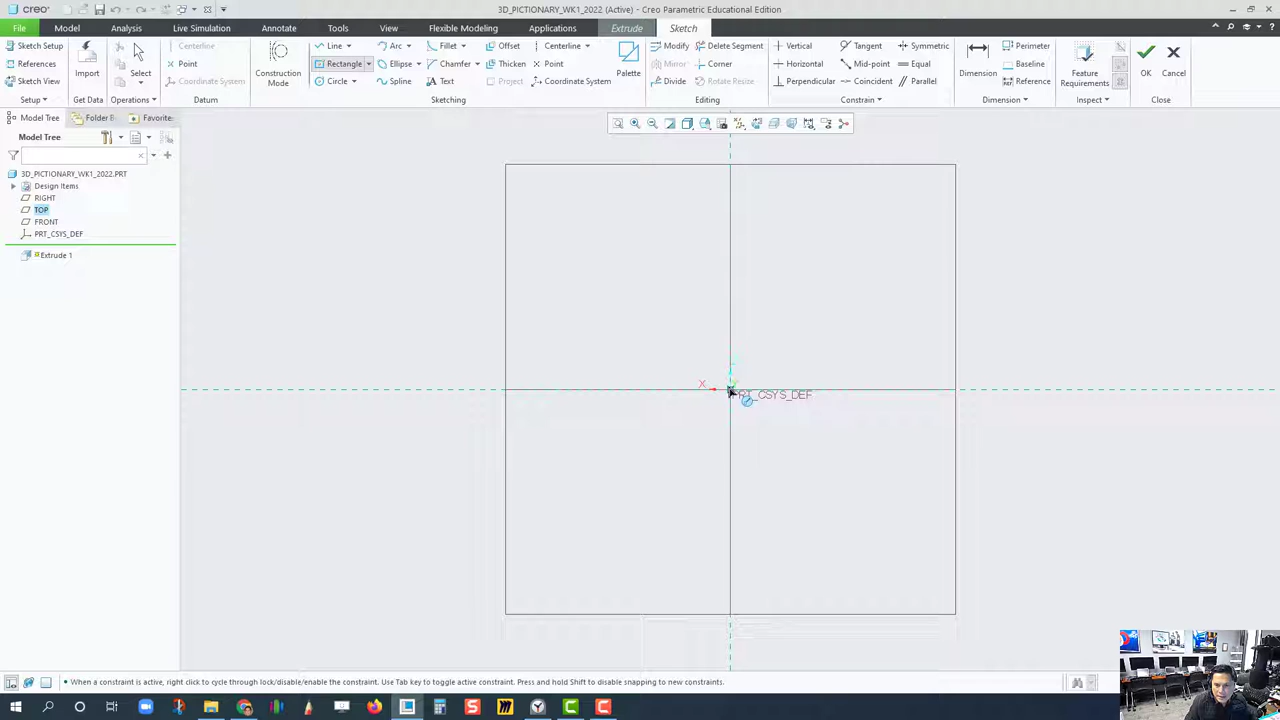 creo
3D_PICTIONARY_WK1_2022 (Active) - Creo Parametric Educational Edition
File Model Analysis Live Simulation Annotate Tools View Flexible Modeling Applications Extrude Sketch
Sketch Setup
References
Sketch View
Setup
Import
Get Data
Select
Operations
Centerline
Point
Coordinate System
Datum
Construction
Mode
Line
Rectangle
Circle
Arc
Ellipse
Spline
Fillet
Chamfer
Text
Offset
Thicken
Project
Centerline
Point
Coordinate System
Palette
Sketching
Modify
Mirror
Divide
Delete Segment
Corner
Rotate Resize
Editing
Vertical
Horizontal
Perpendicular
Tangent
Mid-point
Coincident
Symmetric
Equal
Parallel
Constrain
Dimension
Perimeter
Baseline
Reference
Dimension
Feature
Requirements
Inspect
OK
Cancel
Close
Model Tree Folder B Favorite:
Model Tree
3D_PICTIONARY_WK1_2022.PRT
Design Items
RIGHT
TOP
FRONT
PRT_CSYS_DEF
Extrude 1
X
PRT_CSYS_DEF
When a constraint is active, right click to cycle through lock/disable/enable the constraint. Use Tab key to toggle active constraint. Press and hold Shift to disable snapping to new constraints.